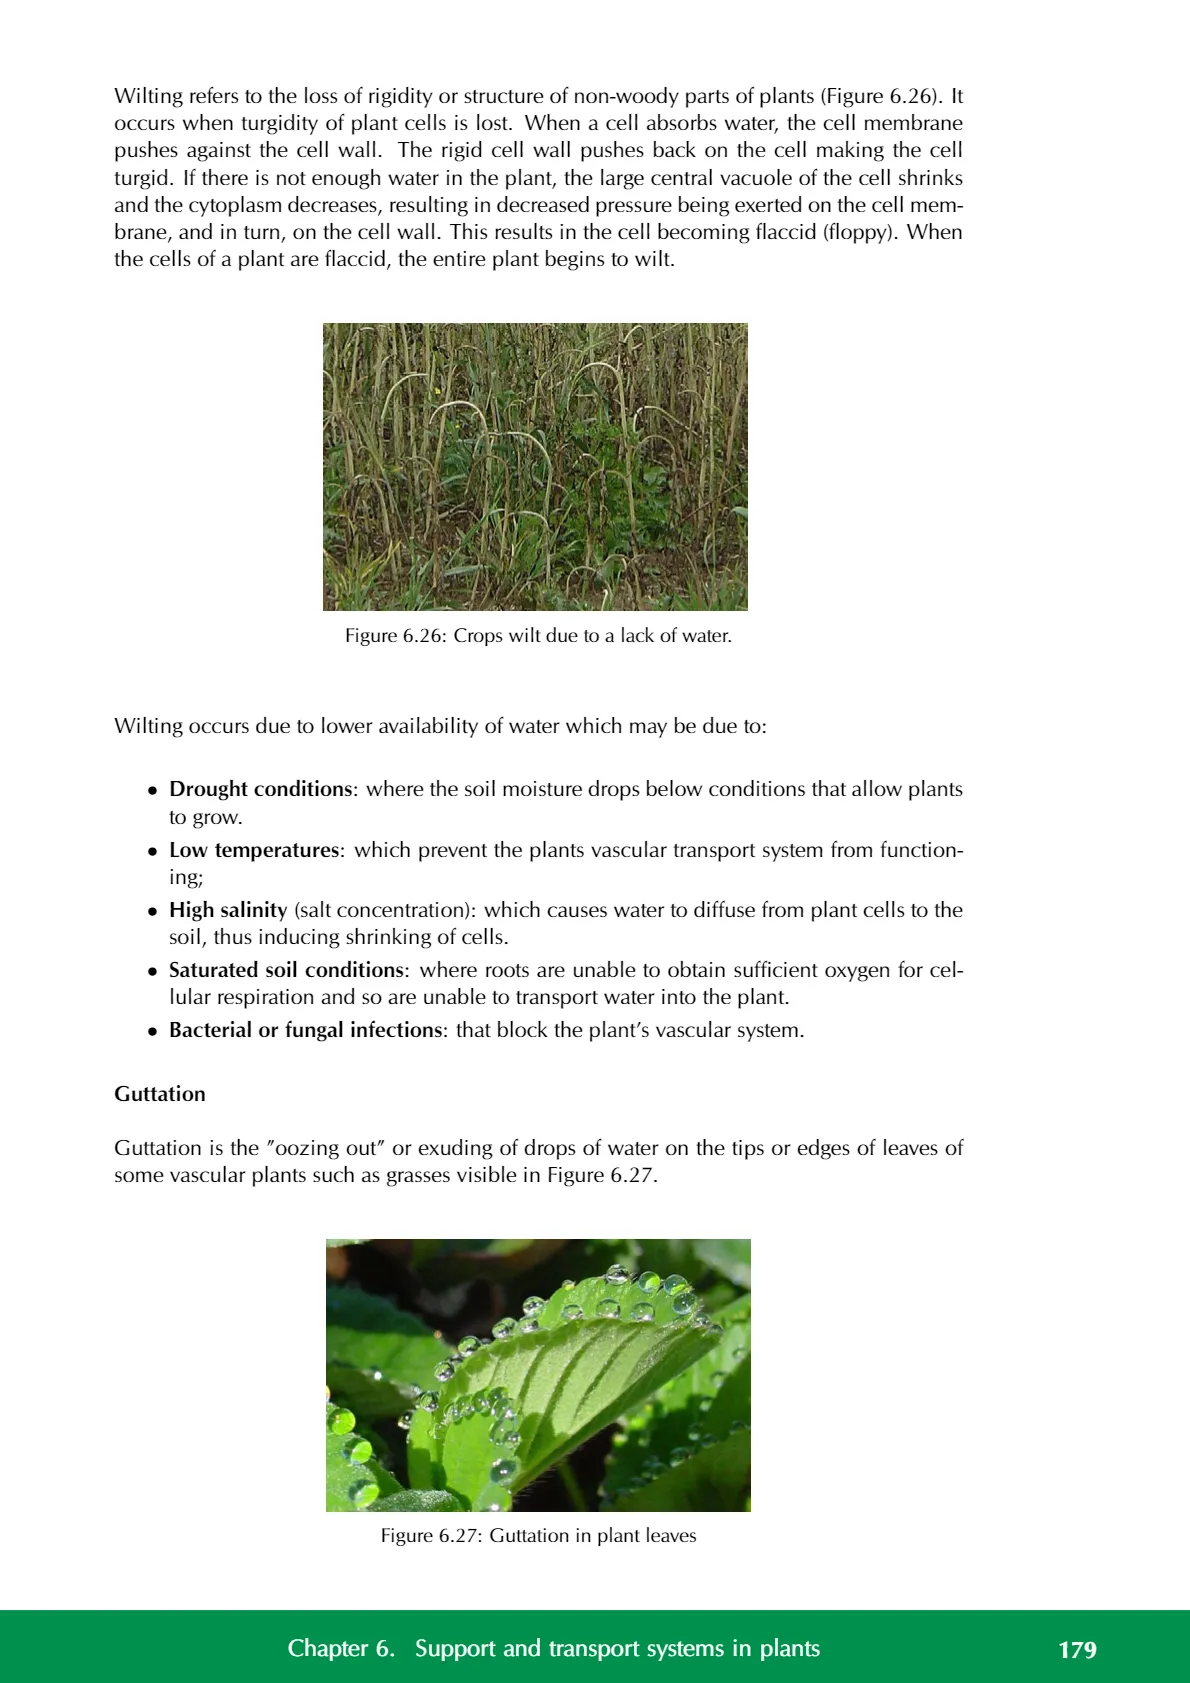 Wilting refers to the loss of rigidity or structure of non-woody parts of plants (Figure 6.26). It
occurs when turgidity of plant cells is lost. When a cell absorbs water, the cell membrane
pushes against the cell wall. The rigid cell wall pushes back on the cell making the cell
turgid. If there is not enough water in the plant, the large central vacuole of the cell shrinks
and the cytoplasm decreases, resulting in decreased pressure being exerted on the cell mem-
brane, and in turn, on the cell wall. This results in the cell becoming flaccid (floppy). When
the cells of a plant are flaccid, the entire plant begins to wilt.
Figure 6.26: Crops wilt due to a lack of water.
Wilting occurs due to lower availability of water which may be due to:
• Drought conditions: where the soil moisture drops below conditions that allow plants
to grow.
• Low temperatures: which prevent the plants vascular transport system from function-
ing;
• High salinity (salt concentration): which causes water to diffuse from plant cells to the
soil, thus inducing shrinking of cells.
• Saturated soil conditions: where roots are unable to obtain sufficient oxygen for cel-
lular respiration and so are unable to transport water into the plant.
• Bacterial or fungal infections: that block the plant’s vascular system.
Guttation
Guttation is the ”oozing out” or exuding of drops of water on the tips or edges of leaves of
some vascular plants such as grasses visible in Figure 6.27.
Figure 6.27: Guttation in plant leaves
Chapter 6. Support and transport systems in plants 179